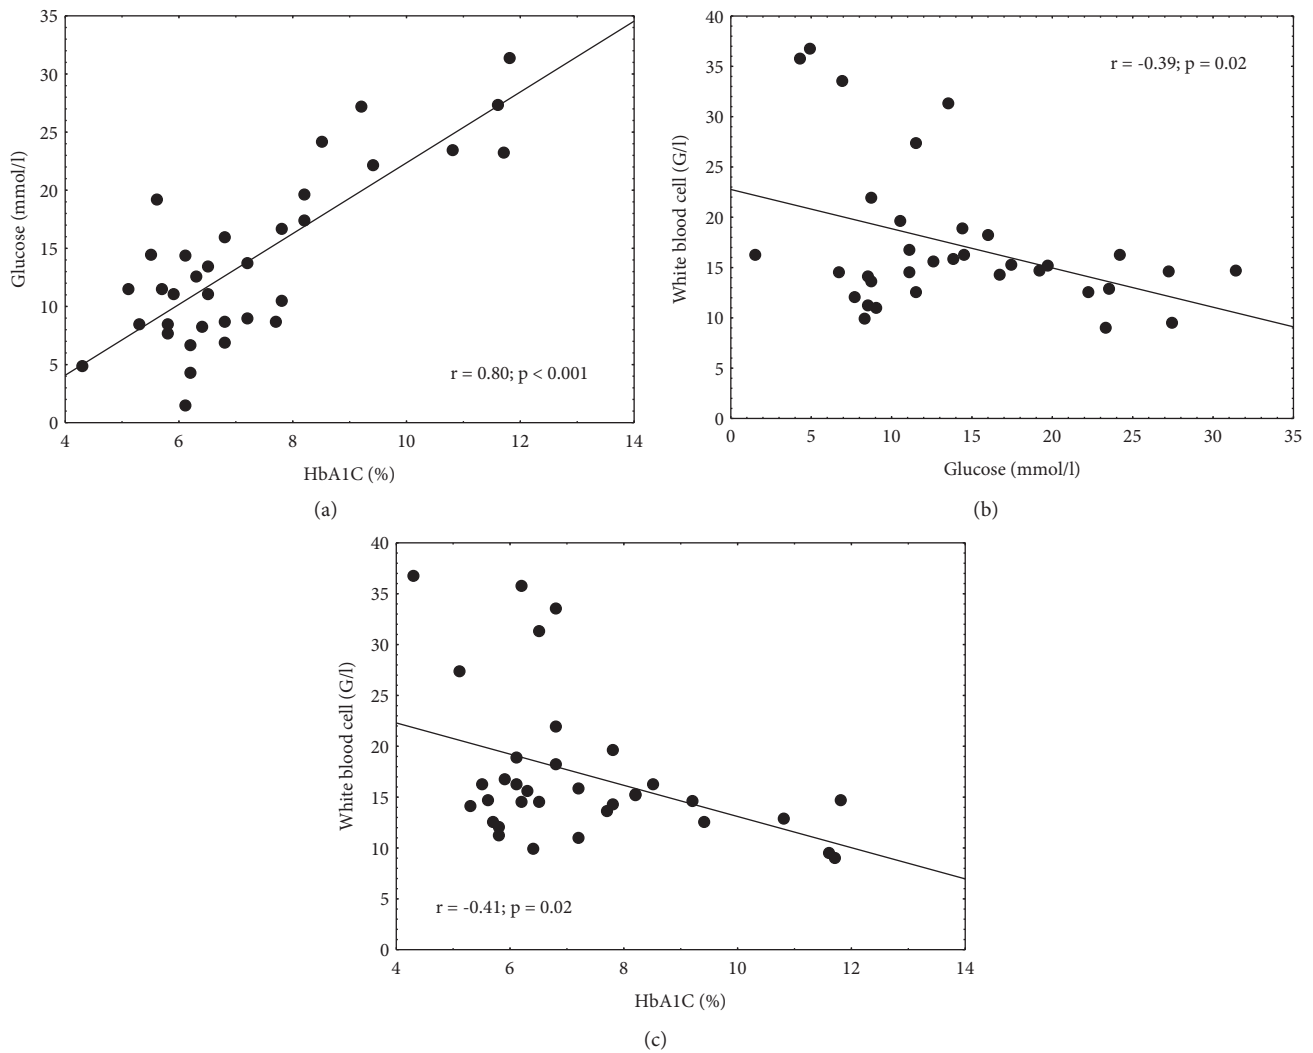 35
30
25
20
15
10
5
0
Glucose (mmol/l)
r = 0.80; p < 0.001
4 6 8 10 12 14
HbA1C (%)
(a)
40
35
30
25
20
15
10
5
0
White blood cell (G/l)
r = -0.39; p = 0.02
0 5 10 15 20 25 30 35
Glucose (mmol/l)
(b)
40
35
30
25
20
15
10
5
0
White blood cell (G/l)
r = -0.41; p = 0.02
4 6 8 10 12 14
HbA1C (%)
(c)